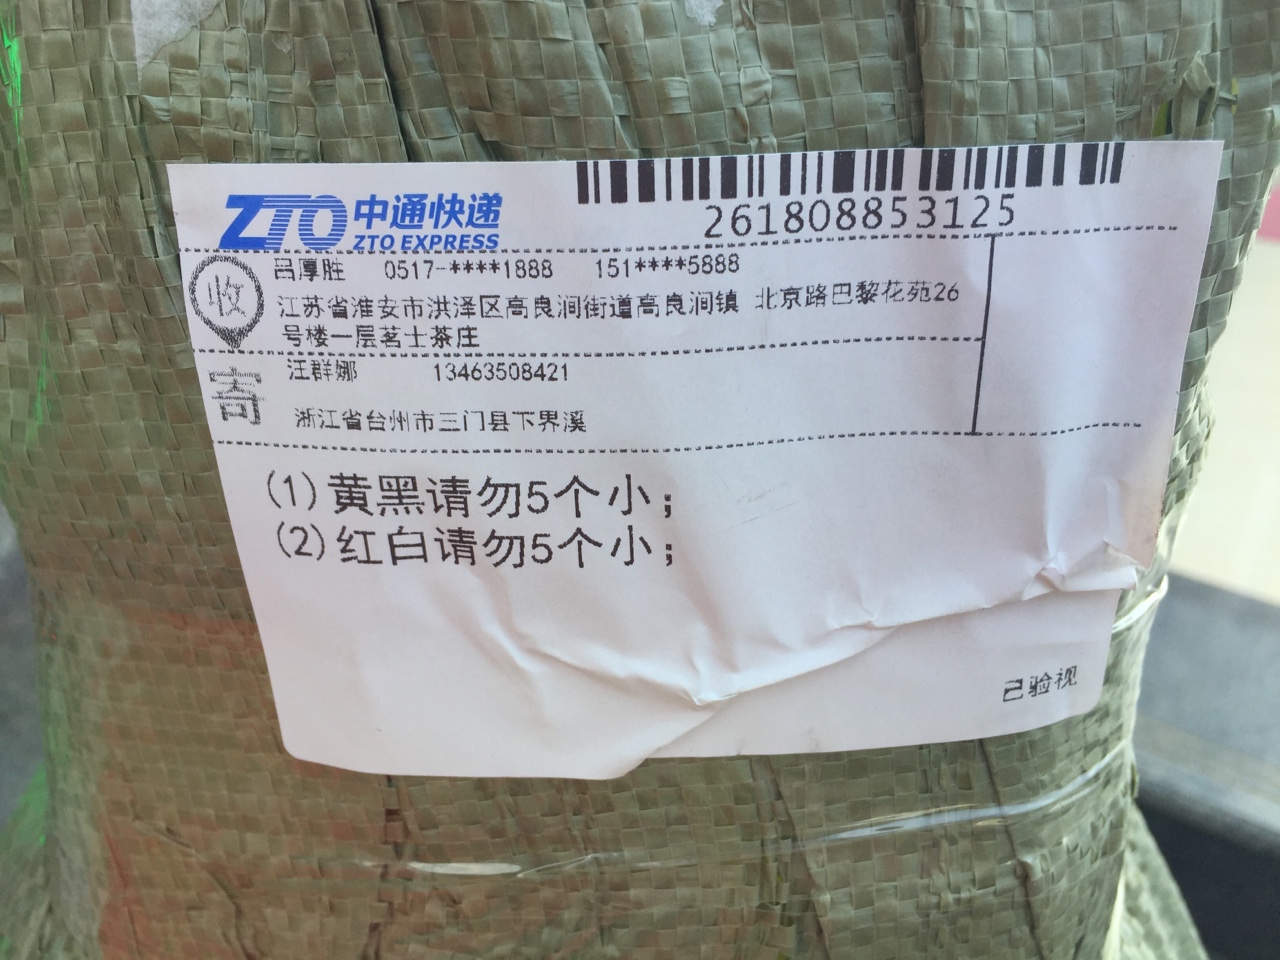 ZTO 中通快递
ZTO EXPRESS
261808853125
收
吕厚胜 0517-****1888 151****5888
江苏省淮安市洪泽区高良涧街道高良涧镇 北京路巴黎花苑26
号楼一层茗士茶庄
寄
汪群娜 13463508421
浙江省台州市三门县下界溪
(1)黄黑请勿5个小;
(2)红白请勿5个小;
已验视